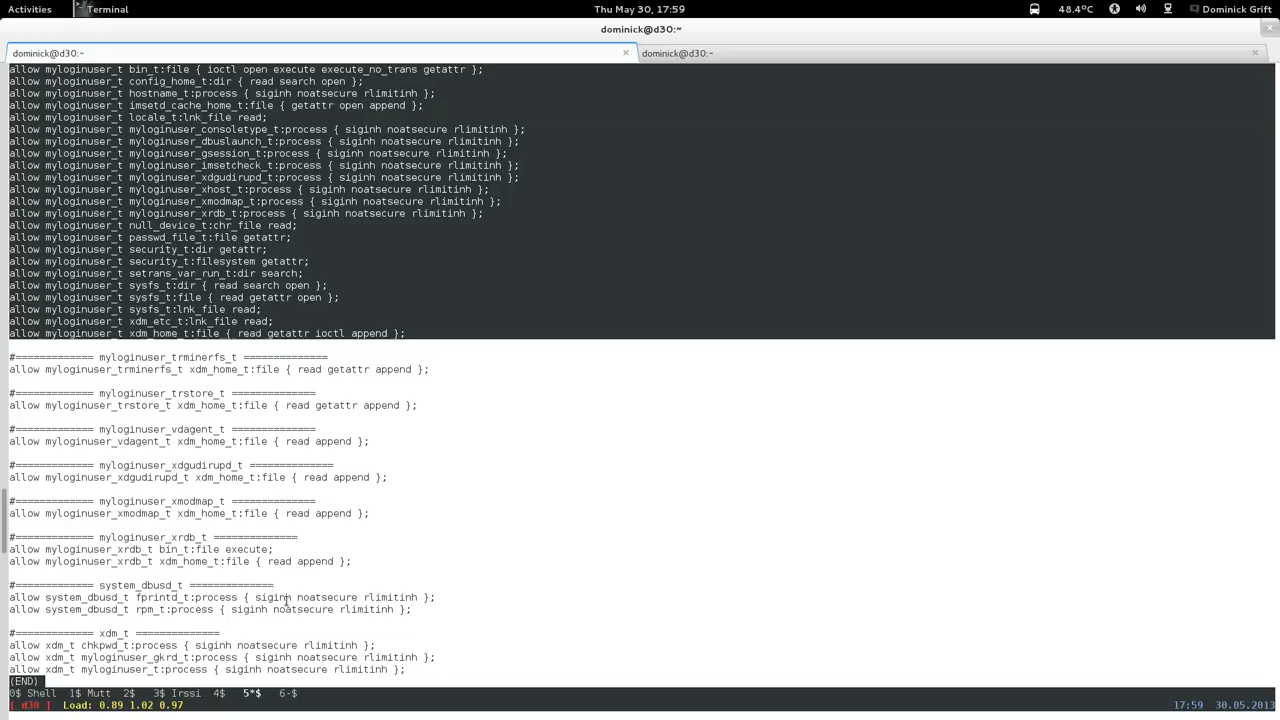 Activities Terminal Thu May 30, 17:59 48.4°C Dominick Grift
dominick@d30:~
dominick@d30:~ dominick@d30:~
allow myloginuser_t bin_t:file { ioctl open execute execute_no_trans getattr };
allow myloginuser_t config_home_t:dir { read search open };
allow myloginuser_t hostname_t:process { siginh noatsecure rlimitinh };
allow myloginuser_t imsetd_cache_home_t:file { getattr open append };
allow myloginuser_t locale_t:lnk_file read;
allow myloginuser_t myloginuser_consoletype_t:process { siginh noatsecure rlimitinh };
allow myloginuser_t myloginuser_dbuslaunch_t:process { siginh noatsecure rlimitinh };
allow myloginuser_t myloginuser_gsession_t:process { siginh noatsecure rlimitinh };
allow myloginuser_t myloginuser_imsetcheck_t:process { siginh noatsecure rlimitinh };
allow myloginuser_t myloginuser_xdgudirupd_t:process { siginh noatsecure rlimitinh };
allow myloginuser_t myloginuser_xhost_t:process { siginh noatsecure rlimitinh };
allow myloginuser_t myloginuser_xmodmap_t:process { siginh noatsecure rlimitinh };
allow myloginuser_t myloginuser_xrdb_t:process { siginh noatsecure rlimitinh };
allow myloginuser_t null_device_t:chr_file read;
allow myloginuser_t passwd_file_t:file getattr;
allow myloginuser_t security_t:dir getattr;
allow myloginuser_t security_t:filesystem getattr;
allow myloginuser_t setrans_var_run_t:dir search;
allow myloginuser_t sysfs_t:dir { read search open };
allow myloginuser_t sysfs_t:file { read getattr open };
allow myloginuser_t sysfs_t:lnk_file read;
allow myloginuser_t xdm_etc_t:lnk_file read;
allow myloginuser_t xdm_home_t:file { read getattr ioctl append };
#============= myloginuser_trminerfs_t ==============
allow myloginuser_trminerfs_t xdm_home_t:file { read getattr append };
#============= myloginuser_trstore_t ==============
allow myloginuser_trstore_t xdm_home_t:file { read getattr append };
#============= myloginuser_vdagent_t ==============
allow myloginuser_vdagent_t xdm_home_t:file { read append };
#============= myloginuser_xdgudirupd_t ==============
allow myloginuser_xdgudirupd_t xdm_home_t:file { read append };
#============= myloginuser_xmodmap_t ==============
allow myloginuser_xmodmap_t xdm_home_t:file { read append };
#============= myloginuser_xrdb_t ==============
allow myloginuser_xrdb_t bin_t:file execute;
allow myloginuser_xrdb_t xdm_home_t:file { read append };
#============= system_dbusd_t ==============
allow system_dbusd_t fprintd_t:process { siginh noatsecure rlimitinh };
allow system_dbusd_t rpm_t:process { siginh noatsecure rlimitinh };
#============= xdm_t ==============
allow xdm_t chkpwd_t:process { siginh noatsecure rlimitinh };
allow xdm_t myloginuser_gkrd_t:process { siginh noatsecure rlimitinh };
allow xdm_t myloginuser_t:process { siginh noatsecure rlimitinh };
(END)
0$ Shell 1$ Mutt 2$ 3$ Irssi 4$ 5*$ 6-$
[ d30 ] Load: 0.89 1.02 0.97 17:59 30.05.2013